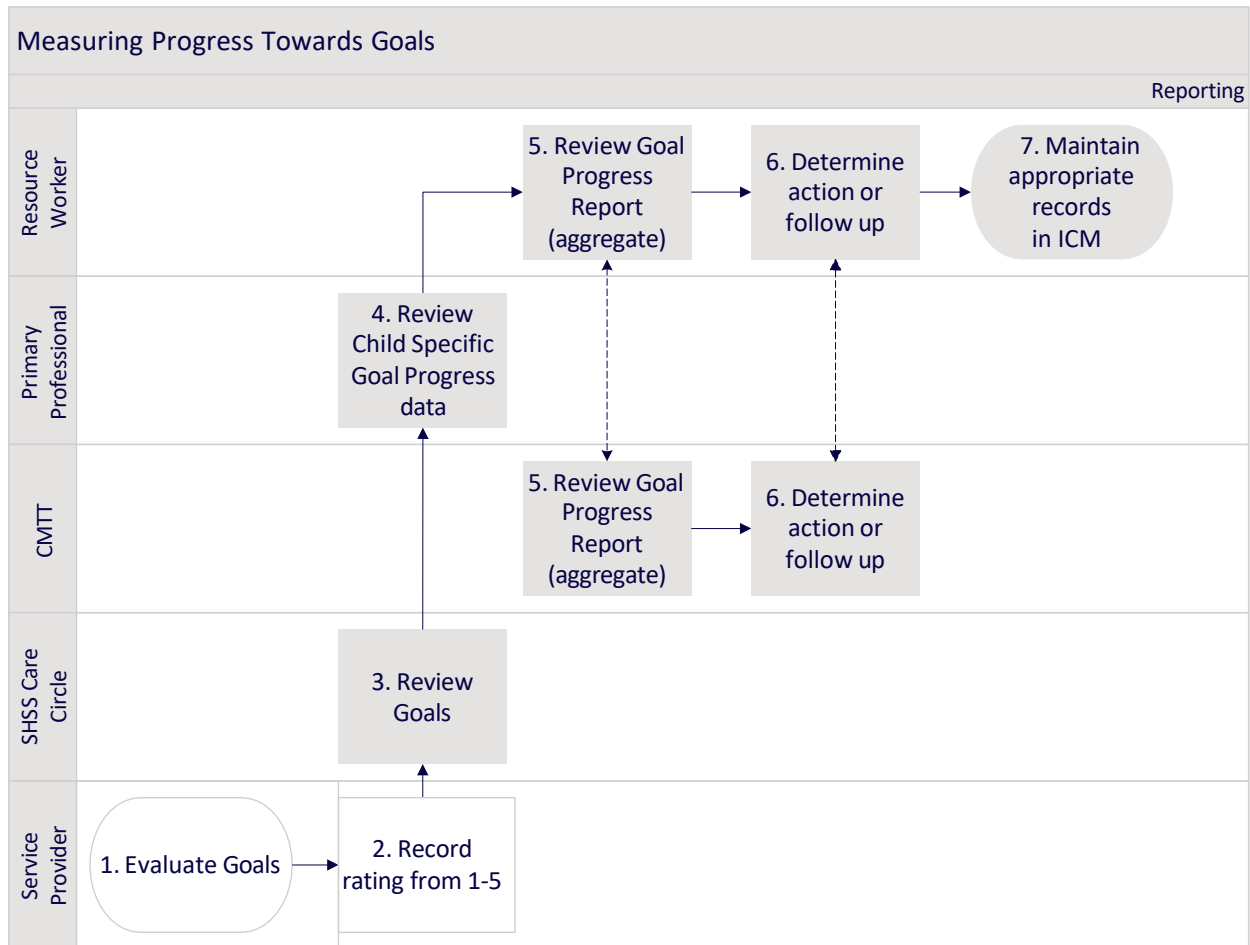 Measuring Progress Towards Goals
Reporting
Resource
Worker
5. Review Goal
Progress
Report
(aggregate)
6. Determine
action or
follow up
7. Maintain
appropriate
records
in ICM
Primary
Professional
4. Review
Child Specific
Goal Progress
data
CMTT
5. Review Goal
Progress
Report
(aggregate)
6. Determine
action or
follow up
SHSS Care
Circle
3. Review
Goals
Service
Provider
1. Evaluate Goals
2. Record
rating from 1-5